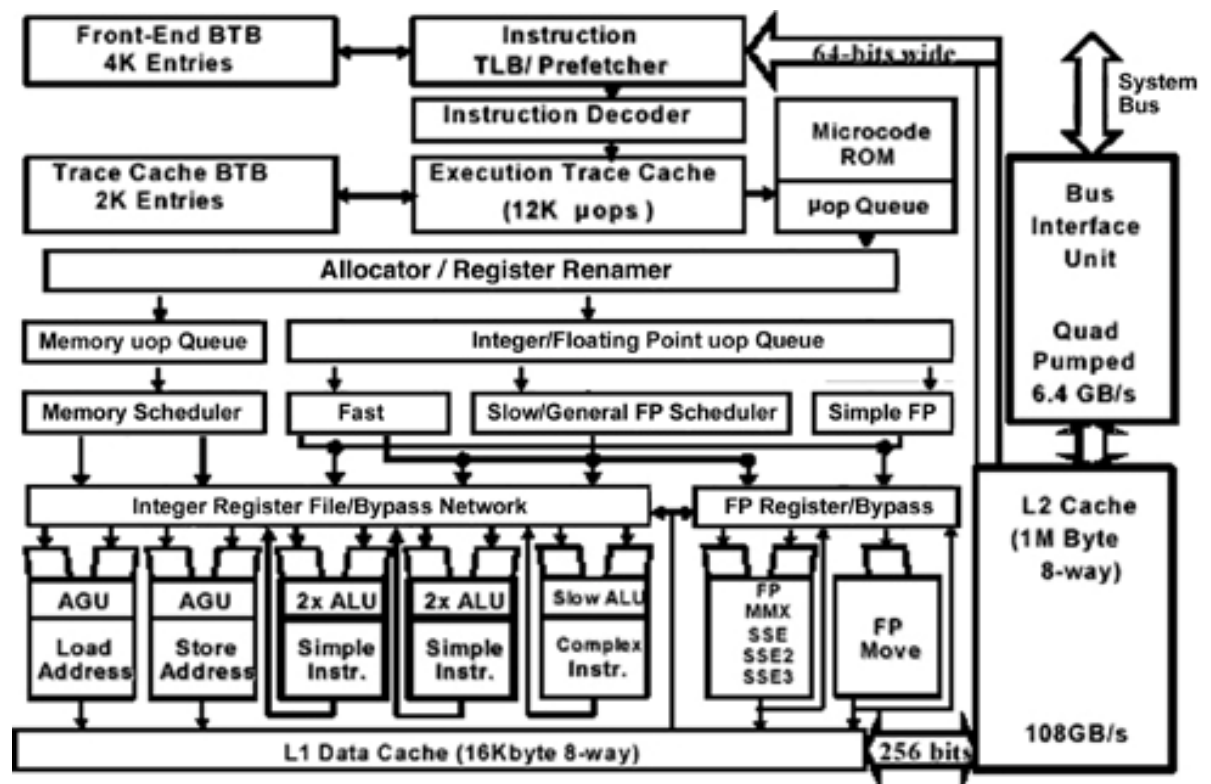 Front-End BTB
4K Entries
Instruction
TLB/ Prefetcher
64-bits wide
System
Bus
Instruction Decoder
Microcode
ROM
Trace Cache BTB
2K Entries
Execution Trace Cache
(12K µops )
µop Queue
Bus
Interface
Unit
Quad
Pumped
6.4 GB/s
Allocator / Register Renamer
Memory uop Queue
Integer/Floating Point uop Queue
Memory Scheduler
Fast
Slow/General FP Scheduler
Simple FP
Integer Register File/Bypass Network
FP Register/Bypass
L2 Cache
(1M Byte
8-way)
108GB/s
AGU
Load
Address
AGU
Store
Address
2x ALU
Simple
Instr.
2x ALU
Simple
Instr.
Slow ALU
Complex
Instr.
FP
MMX
SSE
SSE2
SSE3
FP
Move
L1 Data Cache (16Kbyte 8-way)
256 bits